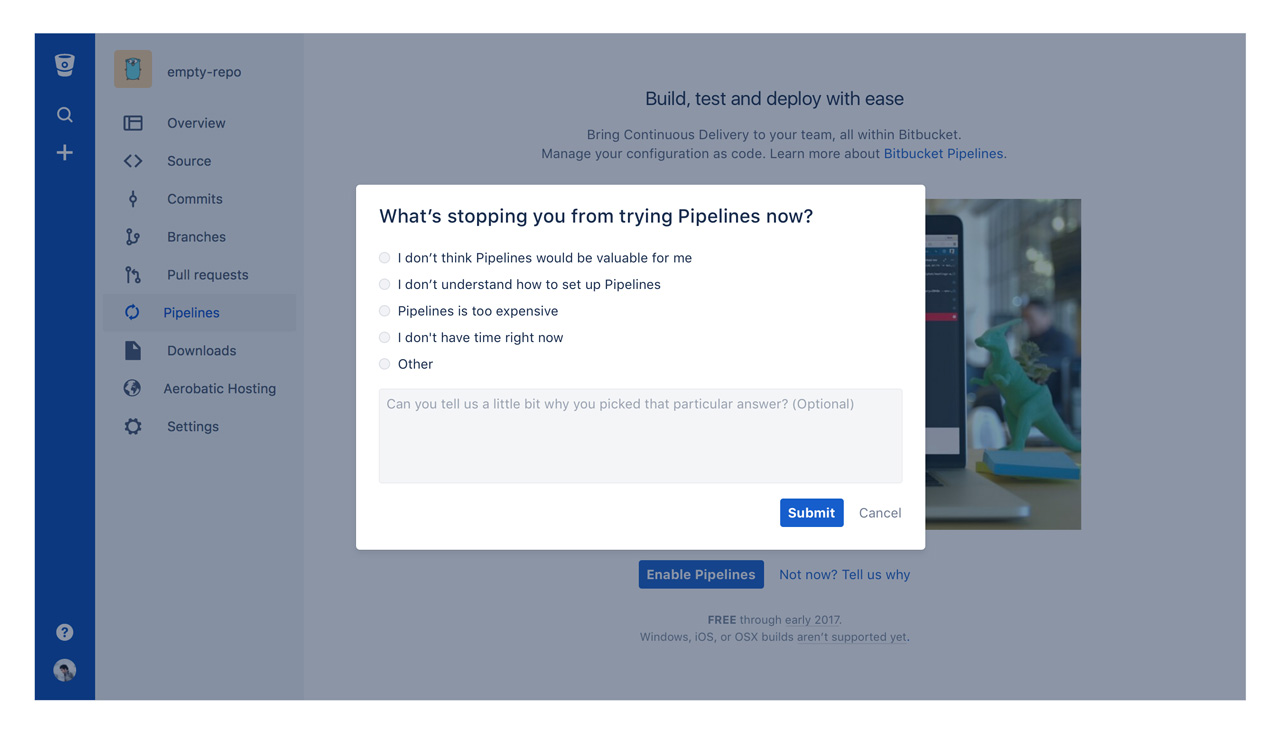 empty-repo
Overview
Source
Commits
Branches
Pull requests
Pipelines
Downloads
Aerobatic Hosting
Settings
Build, test and deploy with ease
Bring Continuous Delivery to your team, all within Bitbucket.
Manage your configuration as code. Learn more about Bitbucket Pipelines.
What’s stopping you from trying Pipelines now?
I don’t think Pipelines would be valuable for me
I don’t understand how to set up Pipelines
Pipelines is too expensive
I don't have time right now
Other
Can you tell us a little bit why you picked that particular answer? (Optional)
Submit Cancel
Enable Pipelines Not now? Tell us why
FREE through early 2017.
Windows, iOS, or OSX builds aren’t supported yet.